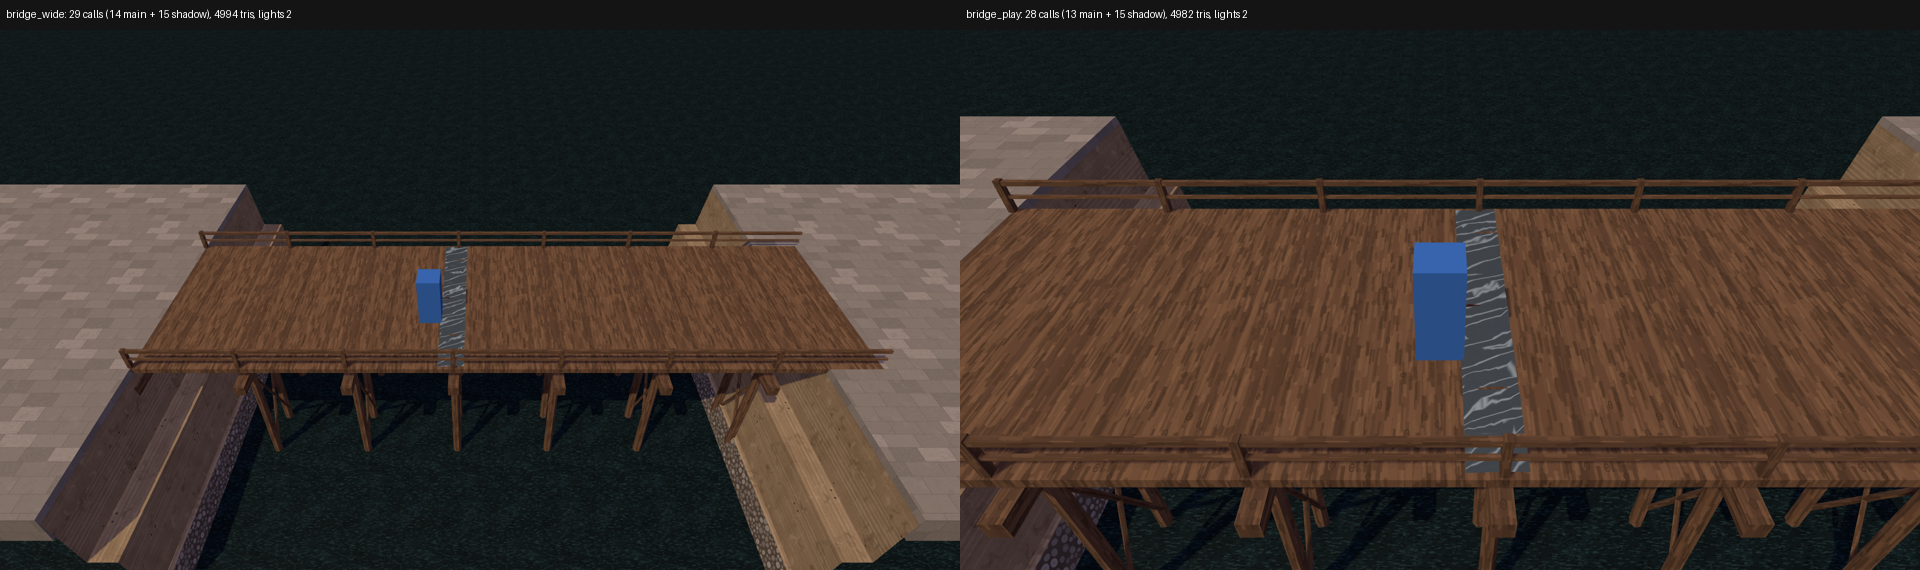 bridge_wide: 29 calls (14 main + 15 shadow), 4994 tris, lights 2
bridge_play: 28 calls (13 main + 15 shadow), 4982 tris, lights 2